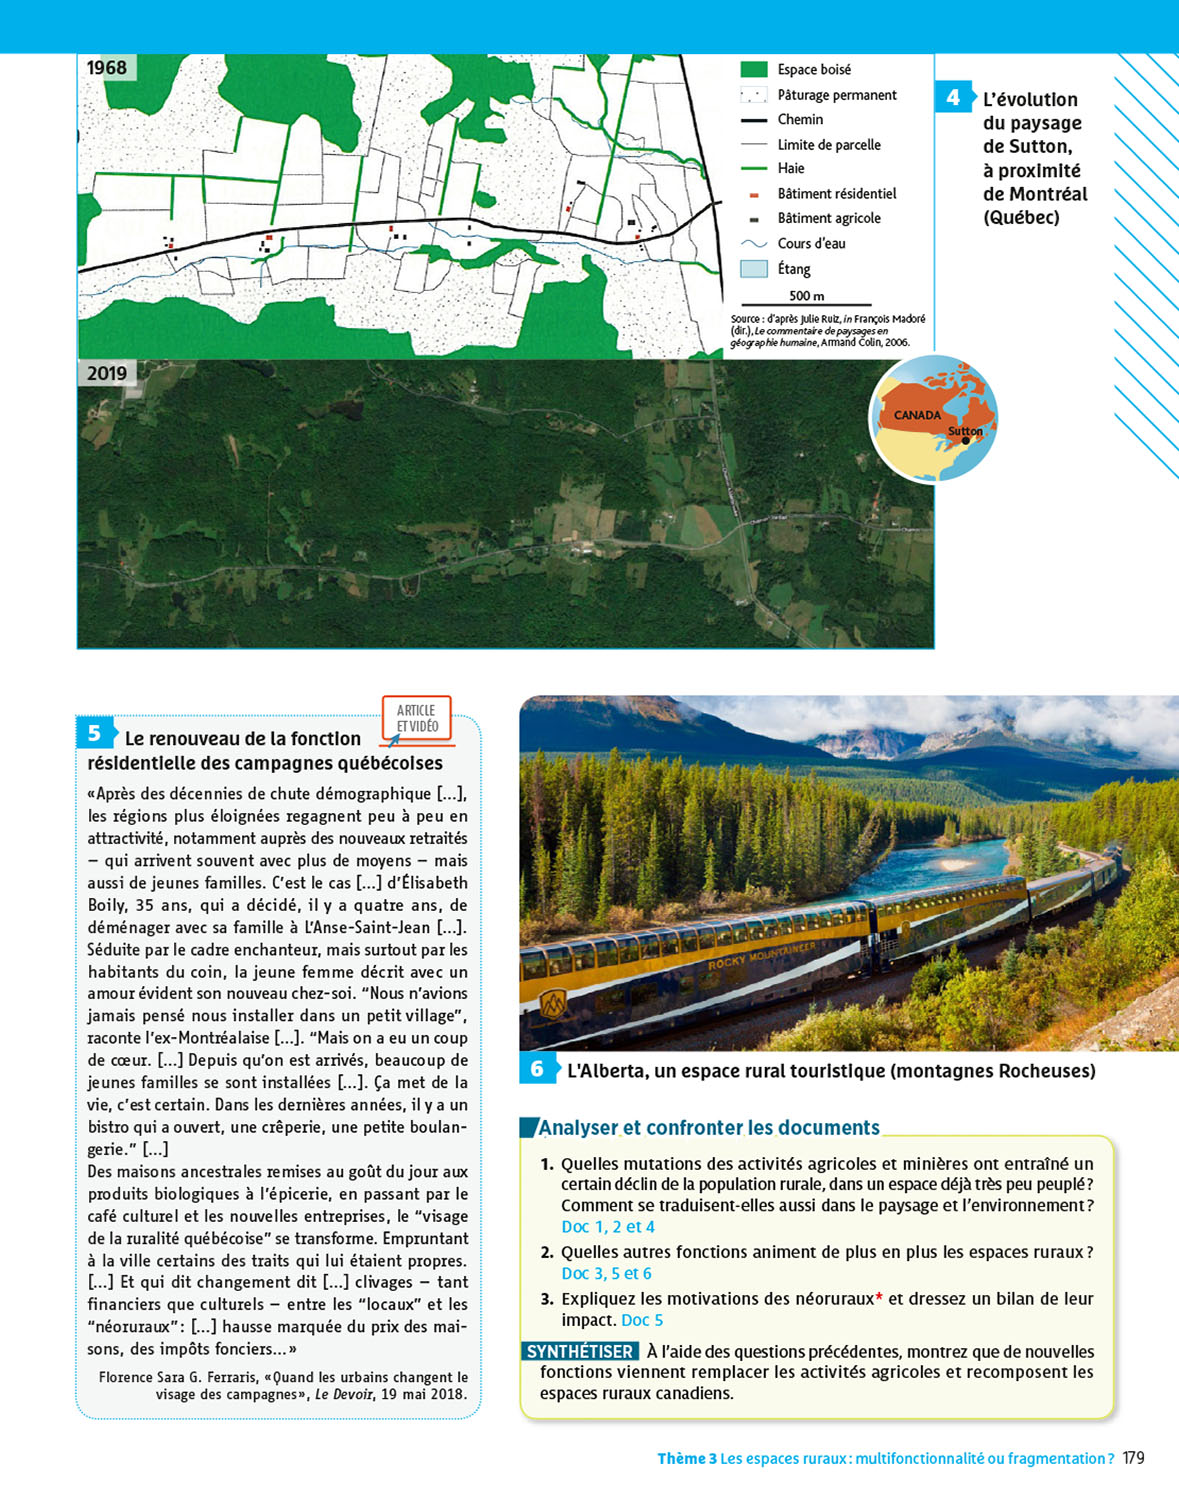 1968
Espace boisé
Pâturage permanent
Chemin
Limite de parcelle
Haie
Bâtiment résidentiel
Bâtiment agricole
Cours d'eau
Étang
500 m
Source : d'après Julie Ruiz, in François Madoré
(dir.), Le commentaire de paysages en
géographie humaine, Armand Colin, 2006.
4 L'évolution
du paysage
de Sutton,
à proximité
de Montréal
(Québec)
2019
CANADA
Sutton
ARTICLE
ET VIDÉO
5 Le renouveau de la fonction
résidentielle des campagnes québécoises
«Après des décennies de chute démographique [...],
les régions plus éloignées regagnent peu à peu en
attractivité, notamment auprès des nouveaux retraités
– qui arrivent souvent avec plus de moyens – mais
aussi de jeunes familles. C'est le cas [...] d'Élisabeth
Boily, 35 ans, qui a décidé, il y a quatre ans, de
déménager avec sa famille à L'Anse-Saint-Jean [...].
Séduite par le cadre enchanteur, mais surtout par les
habitants du coin, la jeune femme décrit avec un
amour évident son nouveau chez-soi. “Nous n'avions
jamais pensé nous installer dans un petit village”,
raconte l'ex-Montréalaise [...]. “Mais on a eu un coup
de cœur. [...] Depuis qu'on est arrivés, beaucoup de
jeunes familles se sont installées [...]. Ça met de la
vie, c'est certain. Dans les dernières années, il y a un
bistro qui a ouvert, une crêperie, une petite boulan-
gerie.” [...]
Des maisons ancestrales remises au goût du jour aux
produits biologiques à l'épicerie, en passant par le
café culturel et les nouvelles entreprises, le “visage
de la ruralité québécoise” se transforme. Empruntant
à la ville certains des traits qui lui étaient propres.
[...] Et qui dit changement dit [...] clivages – tant
financiers que culturels – entre les “locaux” et les
“néoruraux” : [...] hausse marquée du prix des mai-
sons, des impôts fonciers...»
Florence Sara G. Ferraris, «Quand les urbains changent le
visage des campagnes», Le Devoir, 19 mai 2018.
ROCKY MOUNTAINEER
6 L'Alberta, un espace rural touristique (montagnes Rocheuses)
Analyser et confronter les documents
1. Quelles mutations des activités agricoles et minières ont entraîné un
certain déclin de la population rurale, dans un espace déjà très peu peuplé ?
Comment se traduisent-elles aussi dans le paysage et l'environnement ?
Doc 1, 2 et 4
2. Quelles autres fonctions animent de plus en plus les espaces ruraux ?
Doc 3, 5 et 6
3. Expliquez les motivations des néoruraux* et dressez un bilan de leur
impact. Doc 5
SYNTHÉTISER À l'aide des questions précédentes, montrez que de nouvelles
fonctions viennent remplacer les activités agricoles et recomposent les
espaces ruraux canadiens.
Thème 3 Les espaces ruraux : multifonctionnalité ou fragmentation ? 179